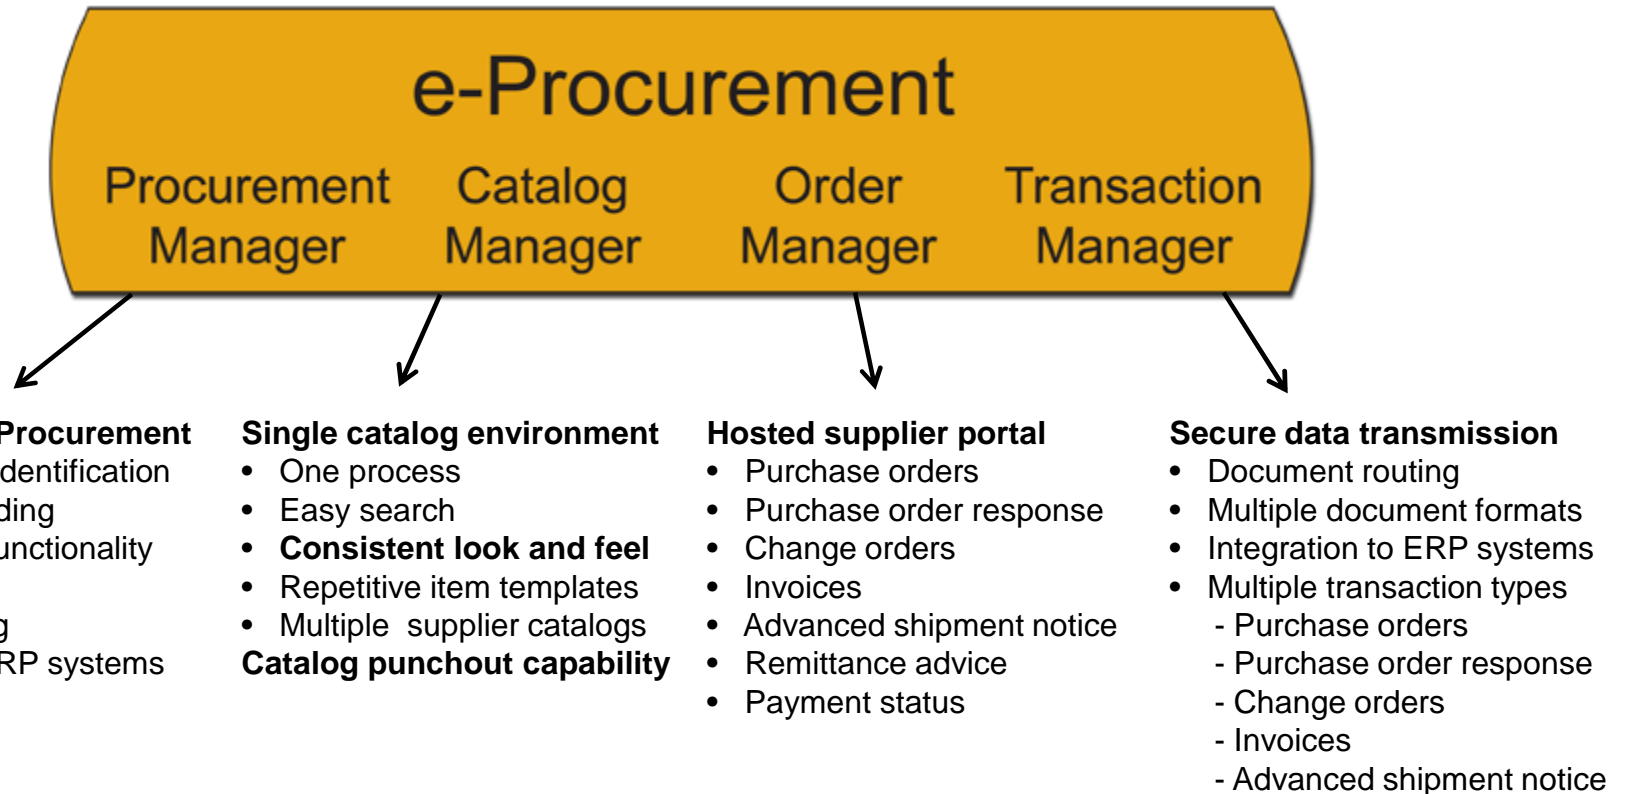 e-Procurement
Procurement Manager
Catalog Manager
Order Manager
Transaction Manager
Procurement
dentification
ding
unctionality
g
RP systems
Single catalog environment
• One process
• Easy search
• Consistent look and feel
• Repetitive item templates
• Multiple supplier catalogs
Catalog punchout capability
Hosted supplier portal
• Purchase orders
• Purchase order response
• Change orders
• Invoices
• Advanced shipment notice
• Remittance advice
• Payment status
Secure data transmission
• Document routing
• Multiple document formats
• Integration to ERP systems
• Multiple transaction types
- Purchase orders
- Purchase order response
- Change orders
- Invoices
- Advanced shipment notice